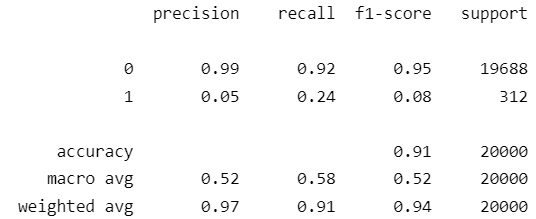 precision recall f1-score support
0 0.99 0.92 0.95 19688
1 0.05 0.24 0.08 312
accuracy 0.91 20000
macro avg 0.52 0.58 0.52 20000
weighted avg 0.97 0.91 0.94 20000